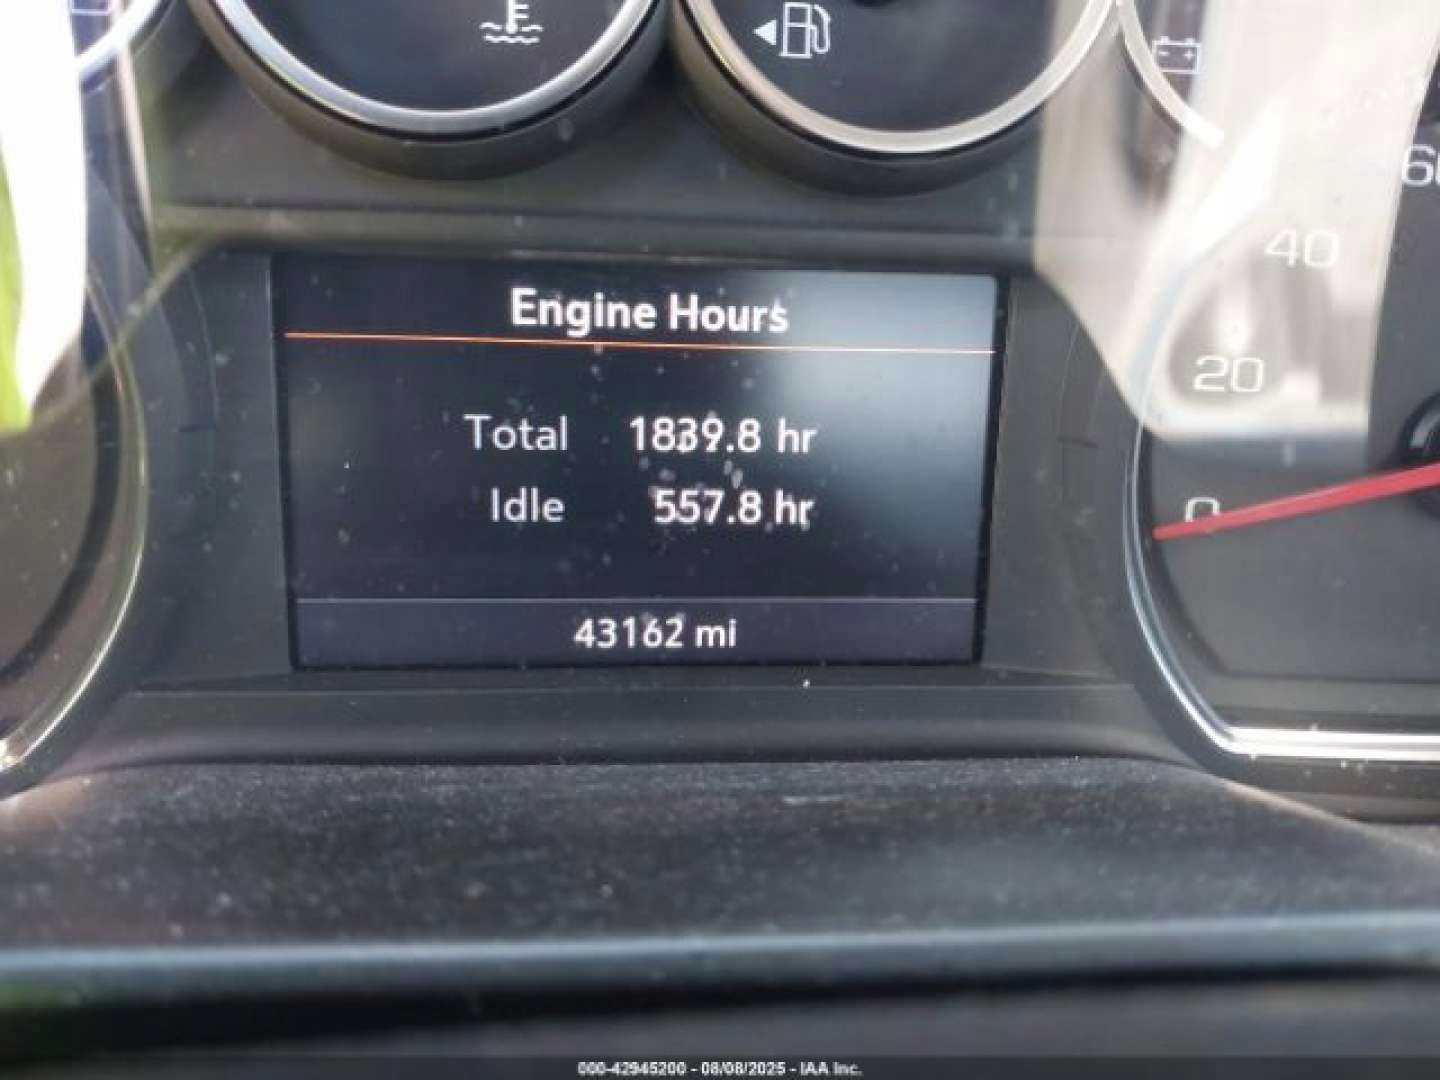 60
40
20
0
Engine Hours
Total 1839.8 hr
Idle 557.8 hr
43162 mi
000-42945200 - 08/08/2025 - IAA Inc.